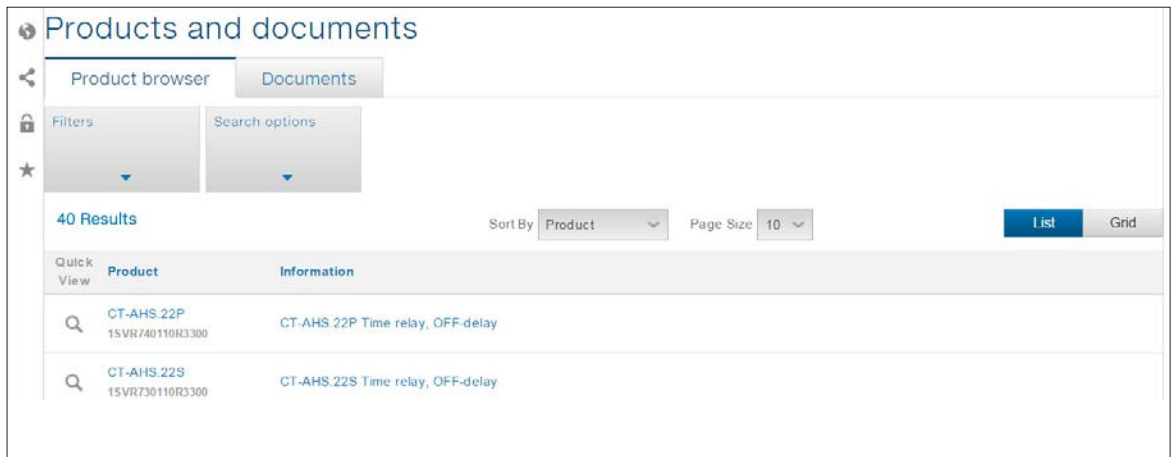 Products and documents
Product browser
Documents
Filters
Search options
40 Results
Sort By Product
Page Size 10
List
Grid
Quick View
Product
Information
CT-AHS.22P
1SVR740110R3300
CT-AHS.22P Time relay, OFF-delay
CT-AHS.22S
1SVR730110R3300
CT-AHS.22S Time relay, OFF-delay